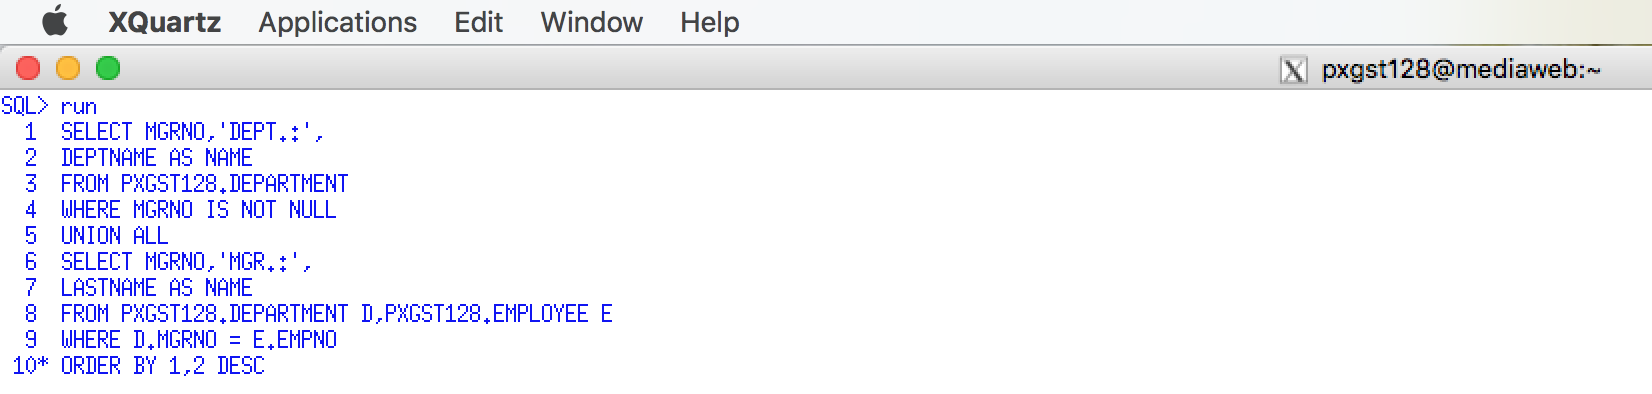 XQuartz Applications Edit Window Help
X pxgst128@mediaweb:~
SQL> run
1 SELECT MGRNO,'DEPT.:',
2 DEPTNAME AS NAME
3 FROM PXGST128.DEPARTMENT
4 WHERE MGRNO IS NOT NULL
5 UNION ALL
6 SELECT MGRNO,'MGR.:',
7 LASTNAME AS NAME
8 FROM PXGST128.DEPARTMENT D,PXGST128.EMPLOYEE E
9 WHERE D.MGRNO = E.EMPNO
10* ORDER BY 1,2 DESC